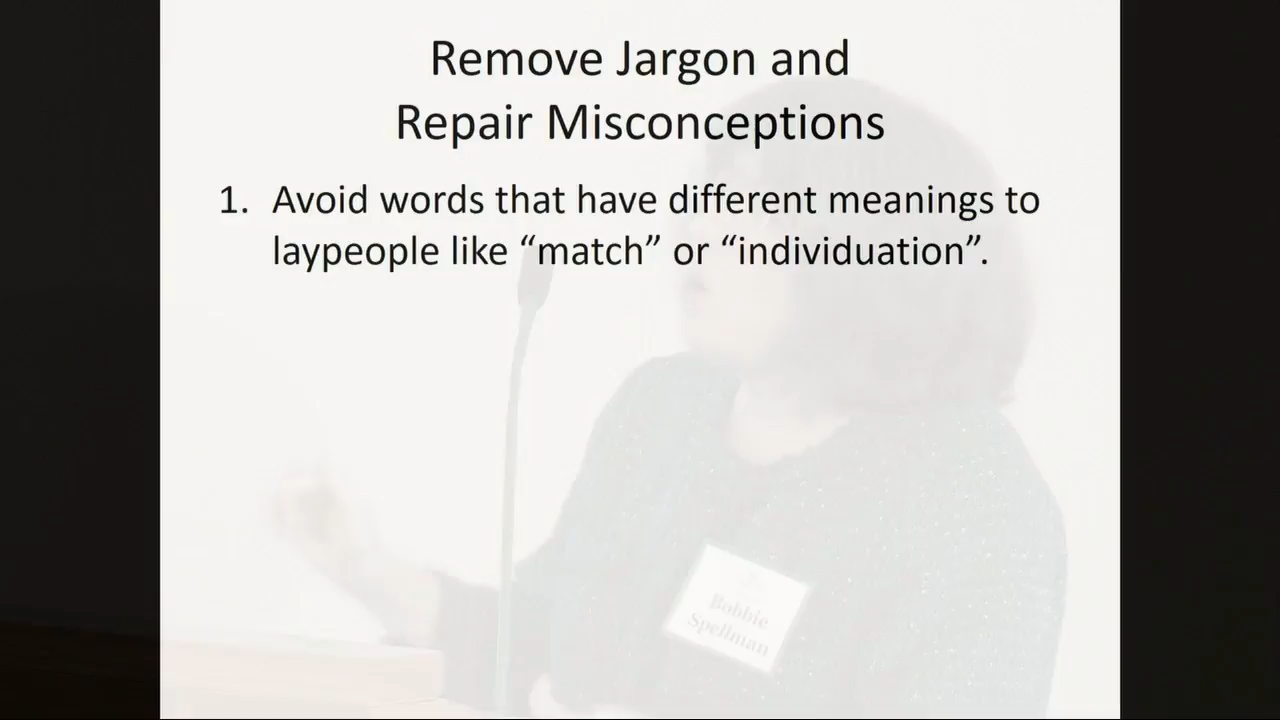 Remove Jargon and
Repair Misconceptions
1. Avoid words that have different meanings to
laypeople like “match” or “individuation”.
Bobbie
Spellman